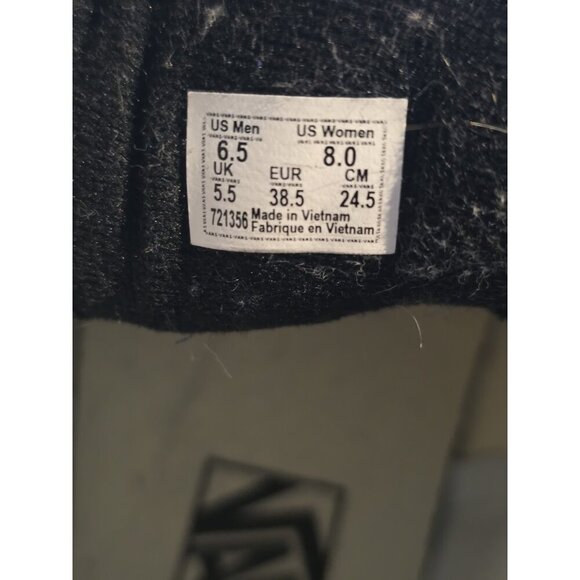 US Men US Women
6.5 8.0
UK EUR CM
5.5 38.5 24.5
721356 Made in Vietnam
Fabrique en Vietnam
VANS